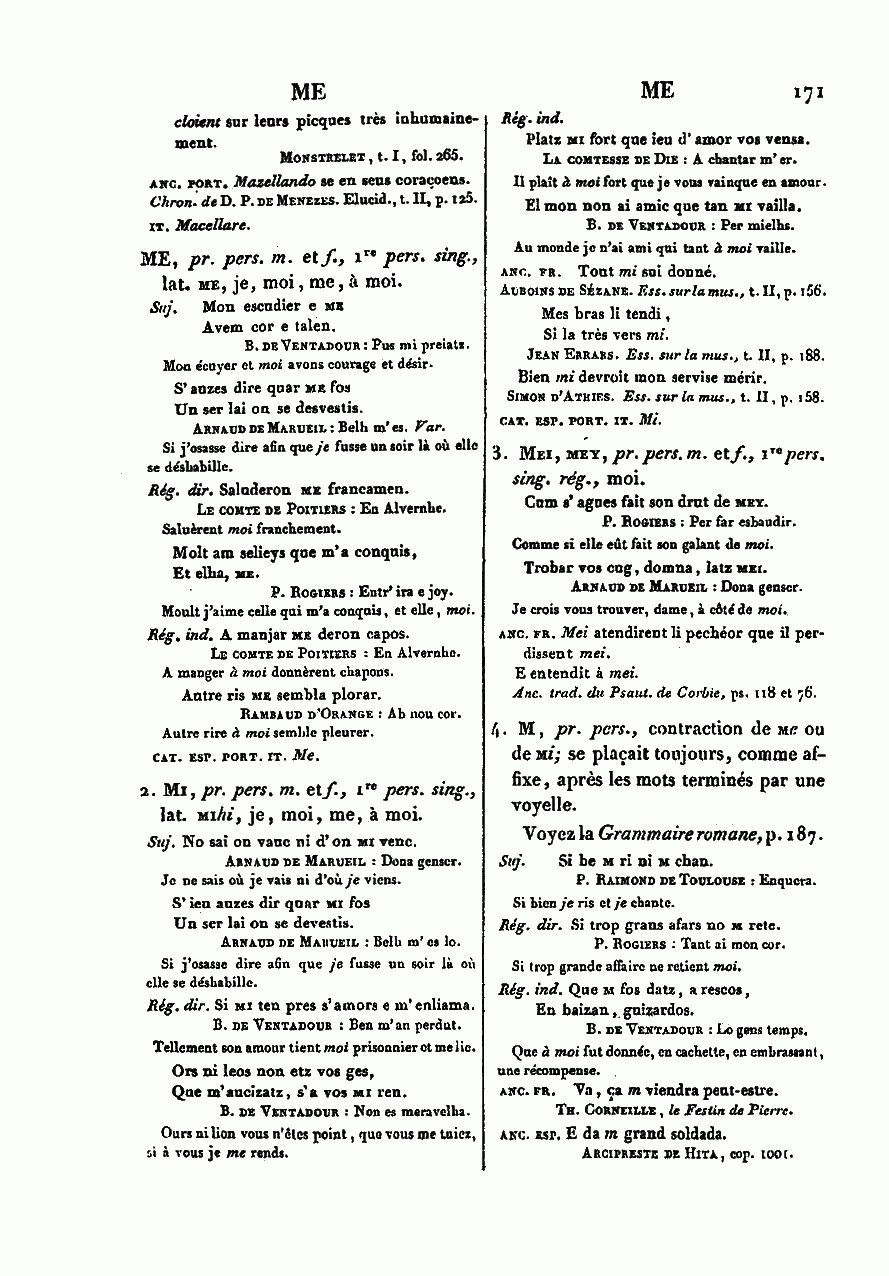 ME
ME 171
cloient sur leurs picques très inhumaine-
ment.
MONSTRELET, t. I, fol. 265.
ANC. PORT. Mazellando se en seus coraçoens.
Chron. de D. P. DE MENEZES. Elucid., t. II, p. 125.
IT. Macellare.
ME, pr. pers. m. et f., 1re pers. sing.,
lat. ME, je, moi, me, à moi.
Suj. Mon escudier e ME
Avem cor e talen.
B. DE VENTADOUR : Pus mi preiatz.
Mon écuyer et moi avons courage et désir.
S' auzes dire quar ME fos
Un ser lai on se desvestis.
ARNAUD DE MARUEIL : Belh m'es. Var.
Si j'osasse dire afin que je fusse un soir là où elle
se déshabille.
Rég. dir. Saluderon ME francamen.
LE COMTE DE POITIERS : En Alvernhe.
Saluèrent moi franchement.
Molt am selieys que m'a conquis,
Et elha, ME.
P. ROGIERS : Entr' ira e joy.
Moult j'aime celle qui m'a conquis, et elle, moi.
Rég. ind. A manjar ME deron capos.
LE COMTE DE POITIERS : En Alvernhe.
A manger à moi donnèrent chapons.
Autre ris ME sembla plorar.
RAMBAUD D'ORANGE : Ab nou cor.
Autre rire à moi semble pleurer.
CAT. ESP. PORT. IT. Me.
2. MI, pr. pers. m. et f., 1re pers. sing.,
lat. MIhi, je, moi, me, à moi.
Suj. No sai on vauc ni d'on MI venc.
ARNAUD DE MARUEIL : Dona genser.
Je ne sais où je vais ni d'où je viens.
S' ieu auzes dir quar MI fos
Un ser lai on se devestis.
ARNAUD DE MARUEIL : Belh m' es lo.
Si j'osasse dire afin que je fusse un soir là où
elle se déshabille.
Rég. dir. Si MI ten pres s'amors e m'enliama.
B. DE VENTADOUR : Ben m'an perdut.
Tellement son amour tient moi prisonnier et me lie.
Ors ni leos non etz vos ges,
Que m'aucizatz, s'a vos MI ren.
B. DE VENTADOUR : Non es meravelha.
Ours ni lion vous n'êtes point, que vous me tuiez,
si à vous je me rends.
Rég. ind.
Platz MI fort que ieu d'amor vos vensa.
LA COMTESSE DE DIE : A chantar m'er.
Il plaît à moi fort que je vous vainque en amour.
El mon non ai amic que tan MI vailla.
B. DE VENTADOUR : Per mielhs.
Au monde je n'ai ami qui tant à moi vaille.
ANC. FR. Tout mi sui donné.
AUBOINS DE SÉZANE. Ess. sur la mus., t. II, p. 156.
Mes bras li tendi,
Si la très vers mi.
JEAN ERRARS. Ess. sur la mus., t. II, p. 188.
Bien mi devroit mon servise mérir.
SIMON D'ATHIES. Ess. sur la mus., t. II, p. 158.
CAT. ESP. PORT. IT. Mi.
3. MEI, MEY, pr. pers. m. et f., 1re pers.
sing. rég., moi.
Cum s' agues fait son drut de MEY.
P. ROGIERS : Per far esbaudir.
Comme si elle eût fait son galant de moi.
Trobar vos cug, domna, latz MEI.
ARNAUD DE MARUEIL : Dona genser.
Je crois vous trouver, dame, à côté de moi.
ANC. FR. Mei atendirent li pechéor que il per-
dissent mei.
E entendit à mei.
Anc. trad. du Psaut. de Corbie, ps. 118 et 76.
4. M, pr. pers., contraction de ME ou
de MI; se plaçait toujours, comme af-
fixe, après les mots terminés par une
voyelle.
Voyez la Grammaire romane, p. 187.
Suj. Si be M ri ni M chan.
P. RAIMOND DE TOULOUSE : Enquera.
Si bien je ris et je chante.
Rég. dir. Si trop grans afars no M rete.
P. ROGIERS : Tant ai mon cor.
Si trop grande affaire ne retient moi.
Rég. ind. Que M fos datz, a rescos,
En baizan, guizardos.
B. DE VENTADOUR : Lo gens temps.
Que à moi fut donnée, en cachette, en embrassant,
une récompense.
ANC. FR. Va, ça m viendra peut-estre.
TH. CORNEILLE, le Festin de Pierre.
ANC. ESP. E da m grand soldada.
ARCIPRESTE DE HITA, cop. 1001.